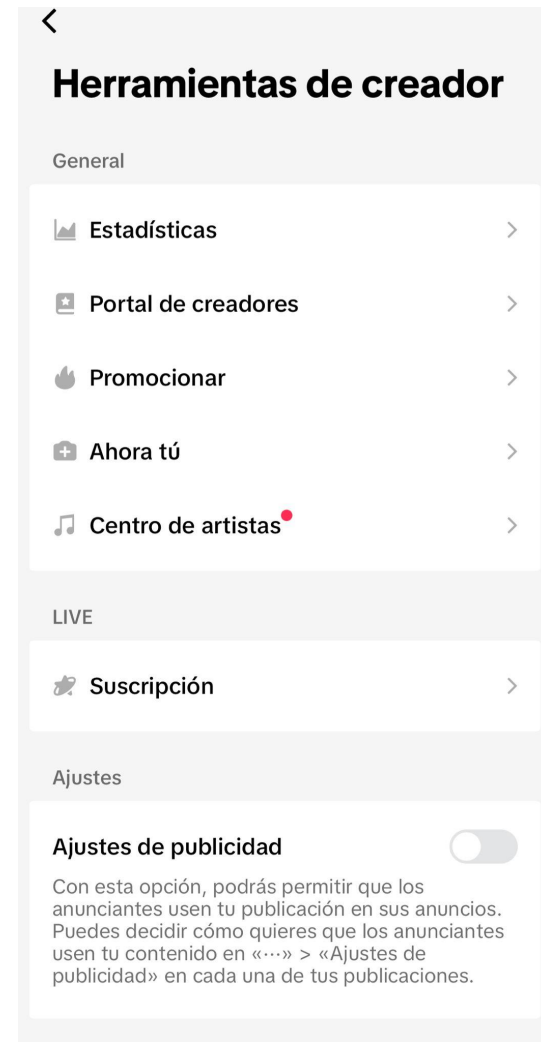 Herramientas de creador
General
Estadísticas
Portal de creadores
Promocionar
Ahora tú
Centro de artistas
LIVE
Suscripción
Ajustes
Ajustes de publicidad
Con esta opción, podrás permitir que los
anunciantes usen tu publicación en sus anuncios.
Puedes decidir cómo quieres que los anunciantes
usen tu contenido en «···» > «Ajustes de
publicidad» en cada una de tus publicaciones.